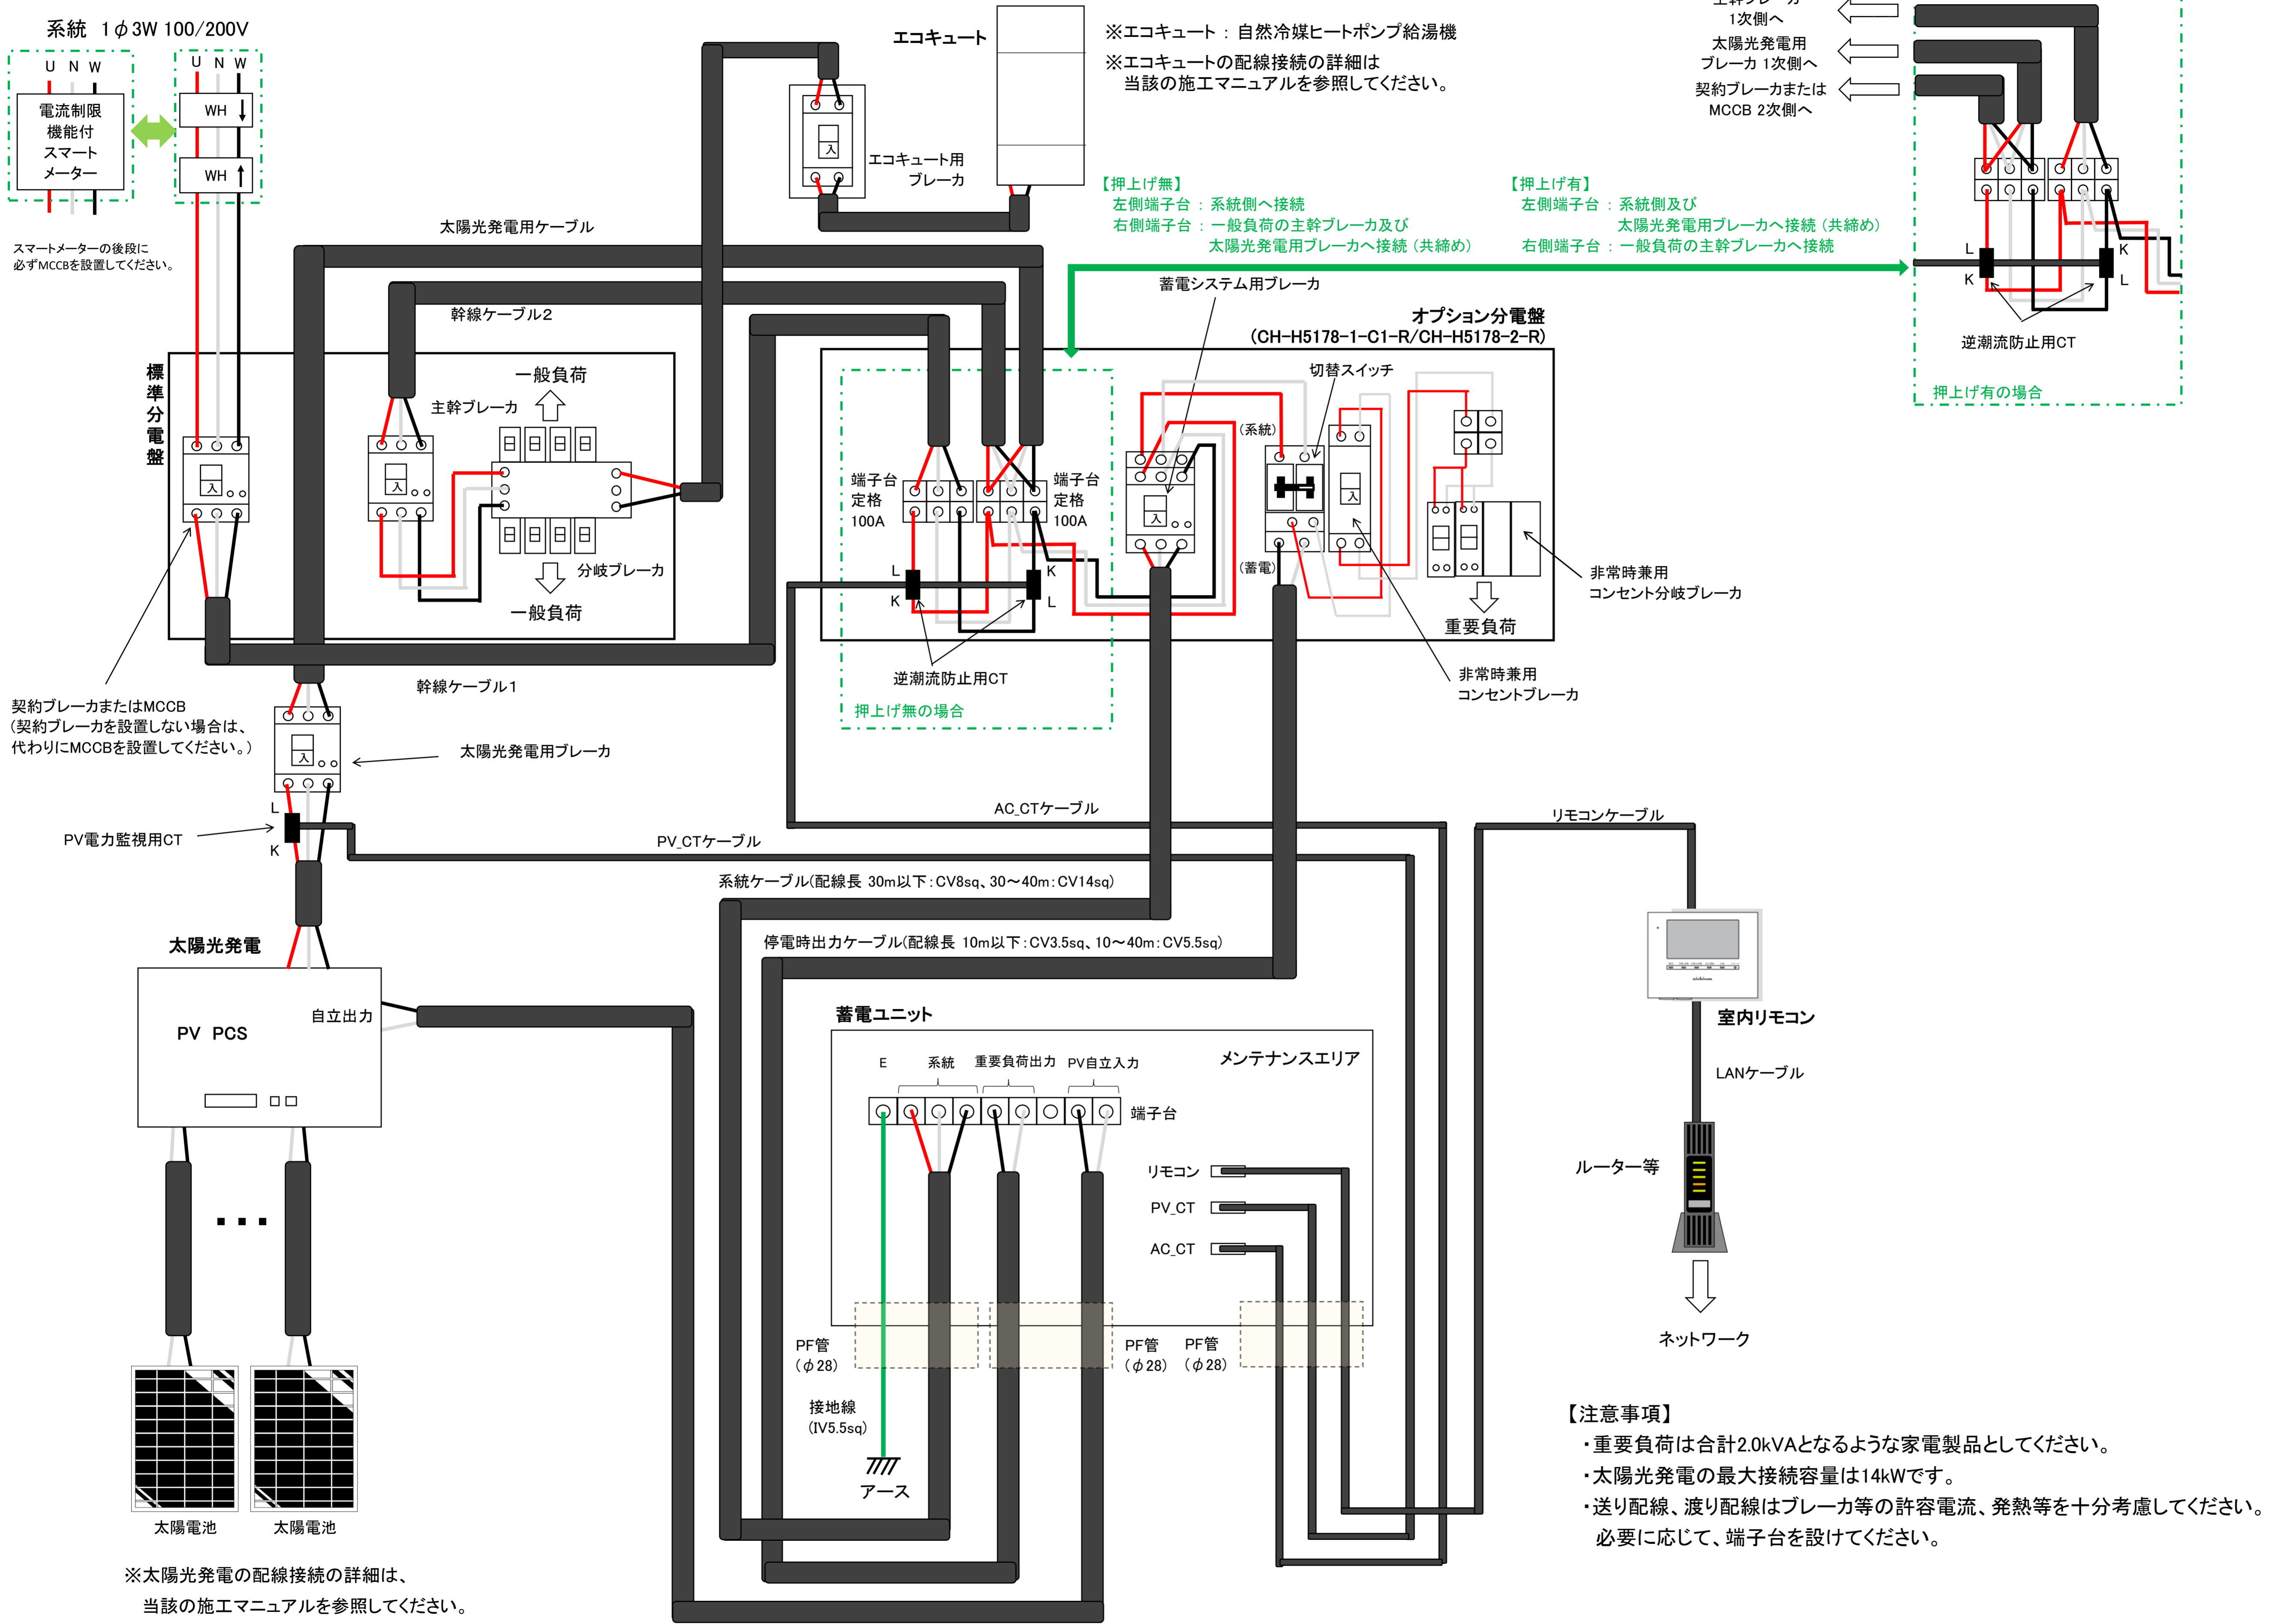 系統 1φ3W 100/200V
U N W
電流制限
機能付
スマート
メーター
U N W
WH
WH
スマートメーターの後段に
必ずMCCBを設置してください。
エコキュート
※エコキュート : 自然冷媒ヒートポンプ給湯機
※エコキュートの配線接続の詳細は
当該の施工マニュアルを参照してください。
入
エコキュート用
ブレーカ
1次側へ
太陽光発電用
ブレーカ 1次側へ
契約ブレーカまたは
MCCB 2次側へ
【押上げ無】
左側端子台 : 系統側へ接続
右側端子台 : 一般負荷の主幹ブレーカ及び
太陽光発電用ブレーカへ接続 (共締め)
【押上げ有】
左側端子台 : 系統側及び
太陽光発電用ブレーカへ接続 (共締め)
右側端子台 : 一般負荷の主幹ブレーカへ接続
L
K
K
L
逆潮流防止用CT
押上げ有の場合
太陽光発電用ケーブル
幹線ケーブル2
標準分電盤
主幹ブレーカ
一般負荷
入
入
分岐ブレーカ
一般負荷
幹線ケーブル1
蓄電システム用ブレーカ
オプション分電盤
(CH-H5178-1-C1-R/CH-H5178-2-R)
切替スイッチ
端子台
定格
100A
端子台
定格
100A
(系統)
(蓄電)
入
入
L
K
K
L
逆潮流防止用CT
押上げ無の場合
重要負荷
非常時兼用
コンセント分岐ブレーカ
非常時兼用
コンセントブレーカ
契約ブレーカまたはMCCB
(契約ブレーカを設置しない場合は、
代わりにMCCBを設置してください。)
入
太陽光発電用ブレーカ
L
K
PV電力監視用CT
AC_CTケーブル
PV_CTケーブル
リモコンケーブル
系統ケーブル(配線長 30m以下:CV8sq、30～40m:CV14sq)
停電時出力ケーブル(配線長 10m以下:CV3.5sq、10～40m:CV5.5sq)
太陽光発電
自立出力
PV PCS
蓄電ユニット
メンテナンスエリア
E 系統 重要負荷出力 PV自立入力
端子台
リモコン
PV_CT
AC_CT
PF管
(φ28)
PF管
(φ28)
PF管
(φ28)
接地線
(IV5.5sq)
アース
室内リモコン
LANケーブル
ルーター等
ネットワーク
太陽電池
太陽電池
※太陽光発電の配線接続の詳細は、
当該の施工マニュアルを参照してください。
【注意事項】
・重要負荷は合計2.0kVAとなるような家電製品としてください。
・太陽光発電の最大接続容量は14kWです。
・送り配線、渡り配線はブレーカ等の許容電流、発熱等を十分考慮してください。
必要に応じて、端子台を設けてください。